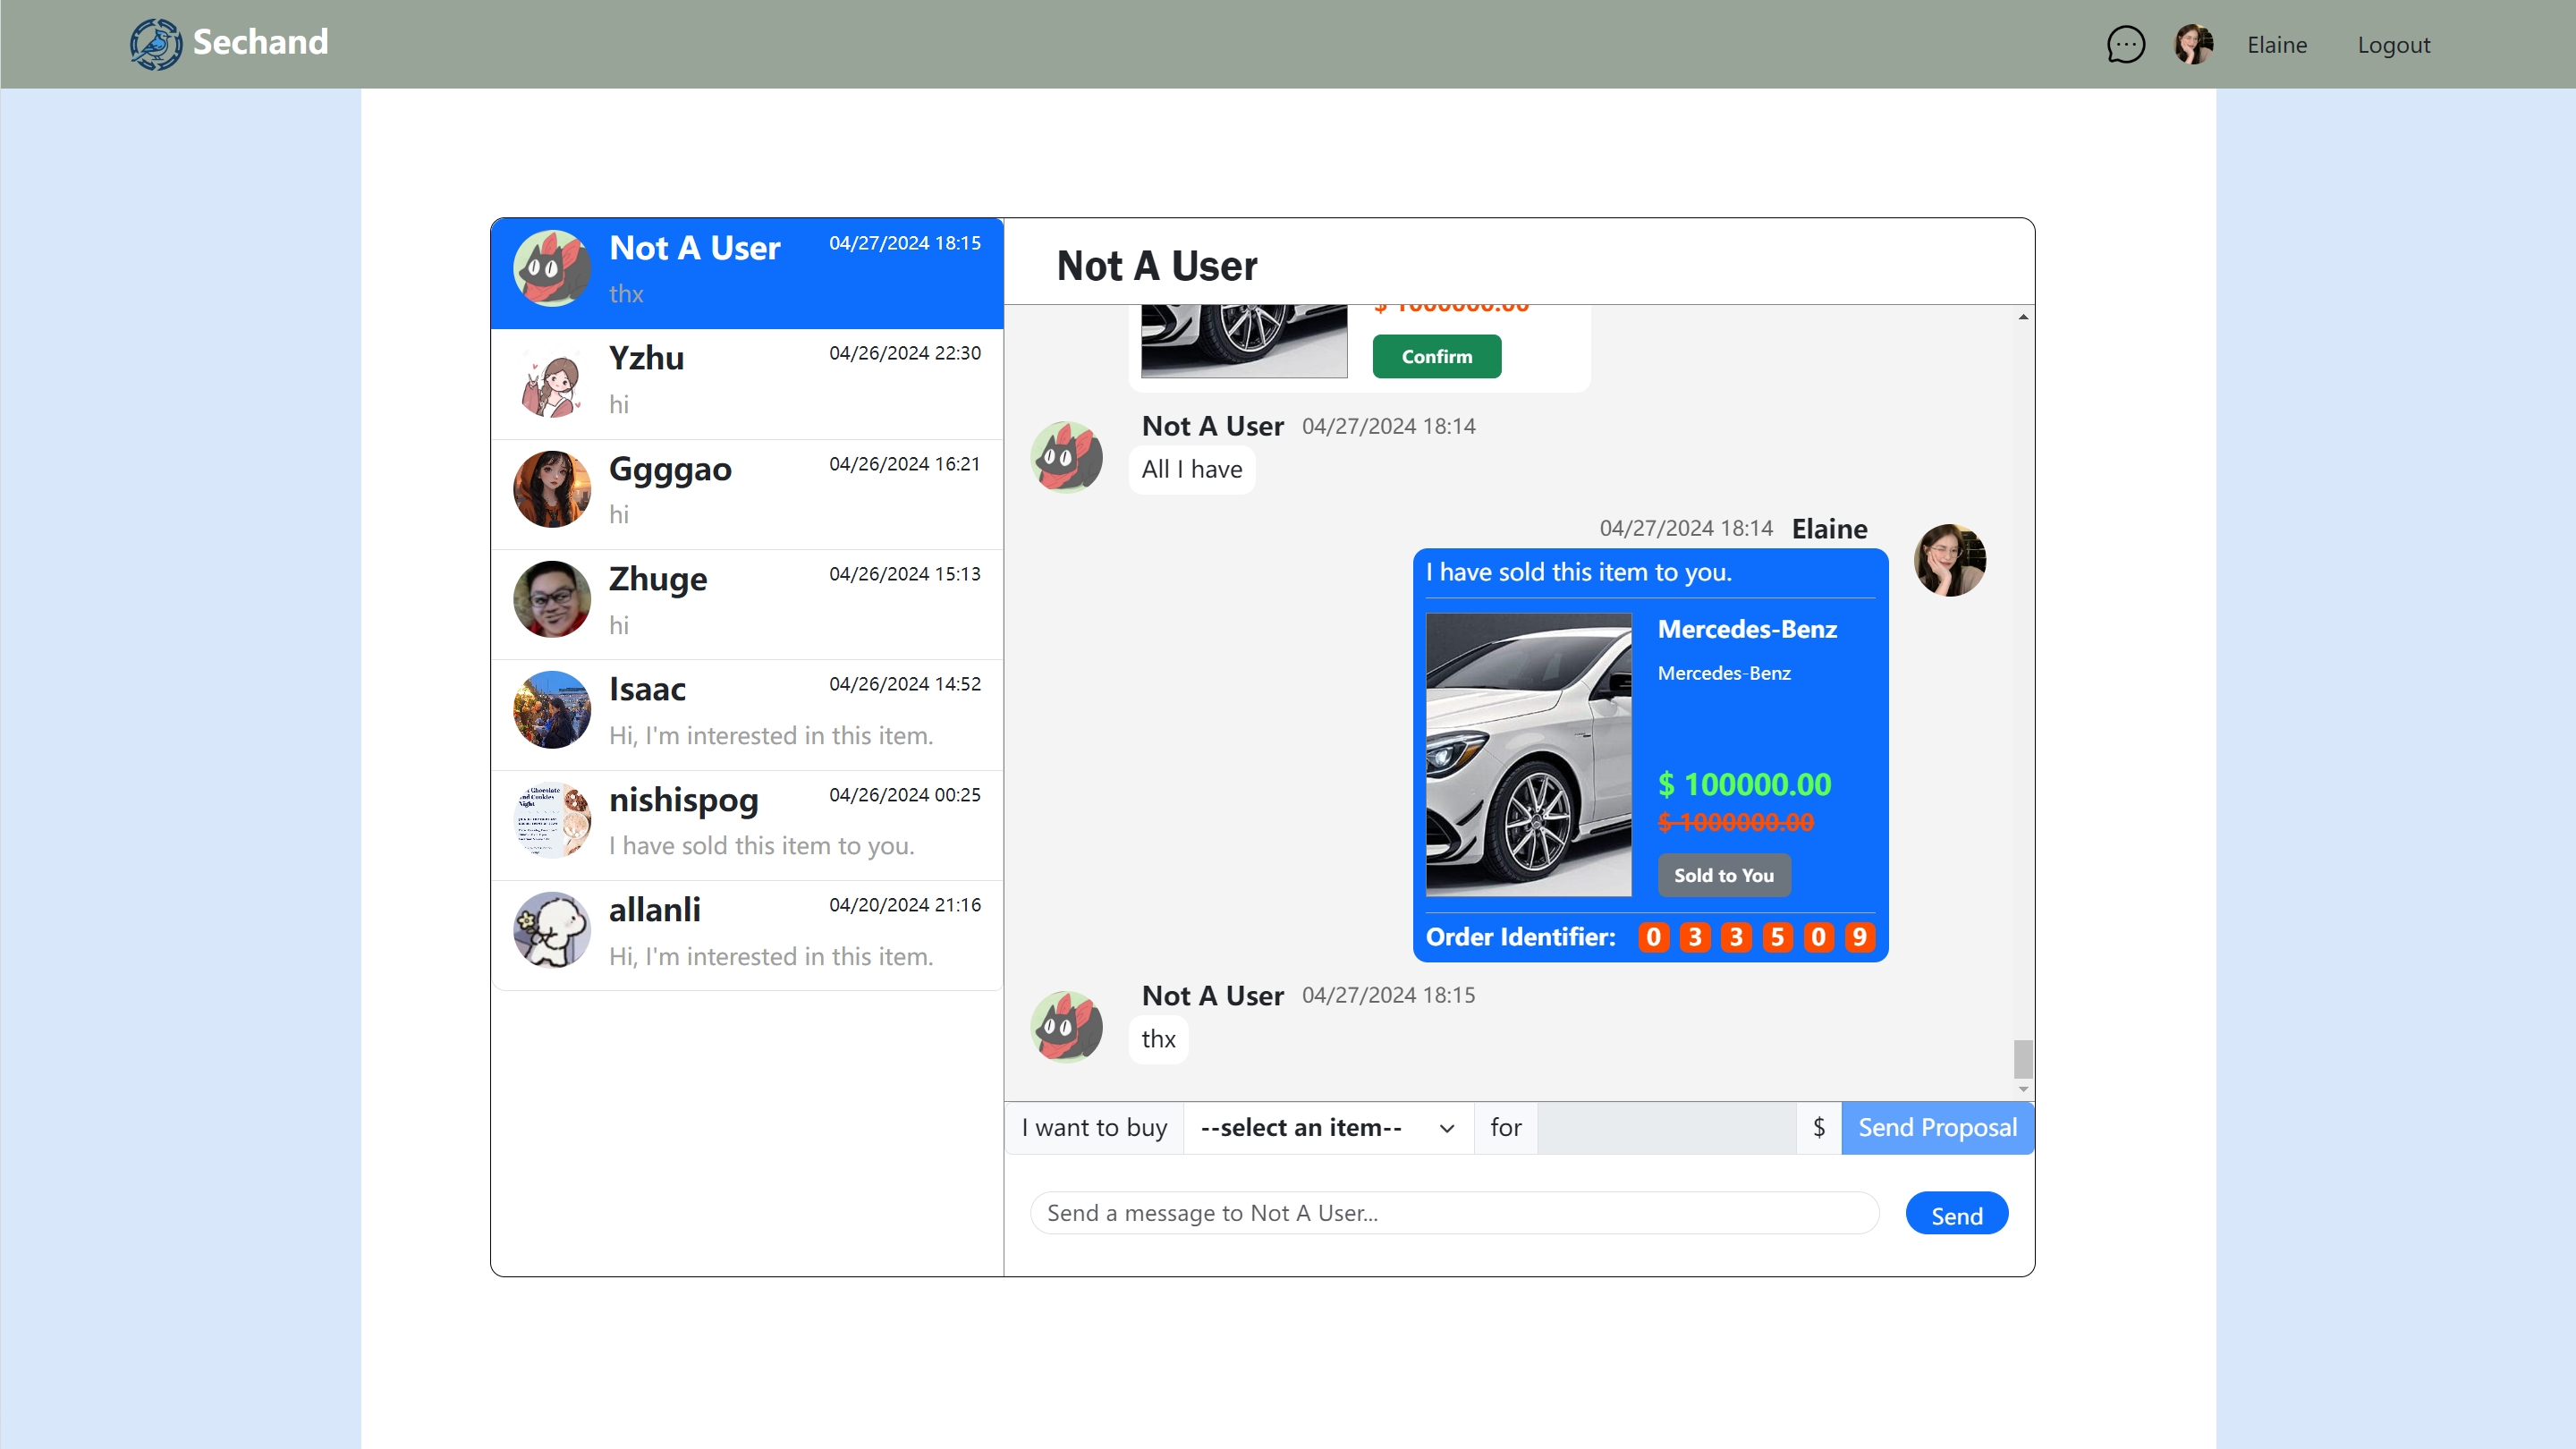 Sechand
Elaine
Logout
Not A User
04/27/2024 18:15
thx
Yzhu
04/26/2024 22:30
hi
Ggggao
04/26/2024 16:21
hi
Zhuge
04/26/2024 15:13
hi
Isaac
04/26/2024 14:52
Hi, I'm interested in this item.
nishispog
04/26/2024 00:25
I have sold this item to you.
allanli
04/20/2024 21:16
Hi, I'm interested in this item.
Not A User
$ 1000000.00
Confirm
Not A User 04/27/2024 18:14
All I have
04/27/2024 18:14 Elaine
I have sold this item to you.
Mercedes-Benz
Mercedes-Benz
$ 100000.00
$ 1000000.00
Sold to You
Order Identifier: 0 3 3 5 0 9
Not A User 04/27/2024 18:15
thx
I want to buy --select an item-- for $ Send Proposal
Send a message to Not A User... Send